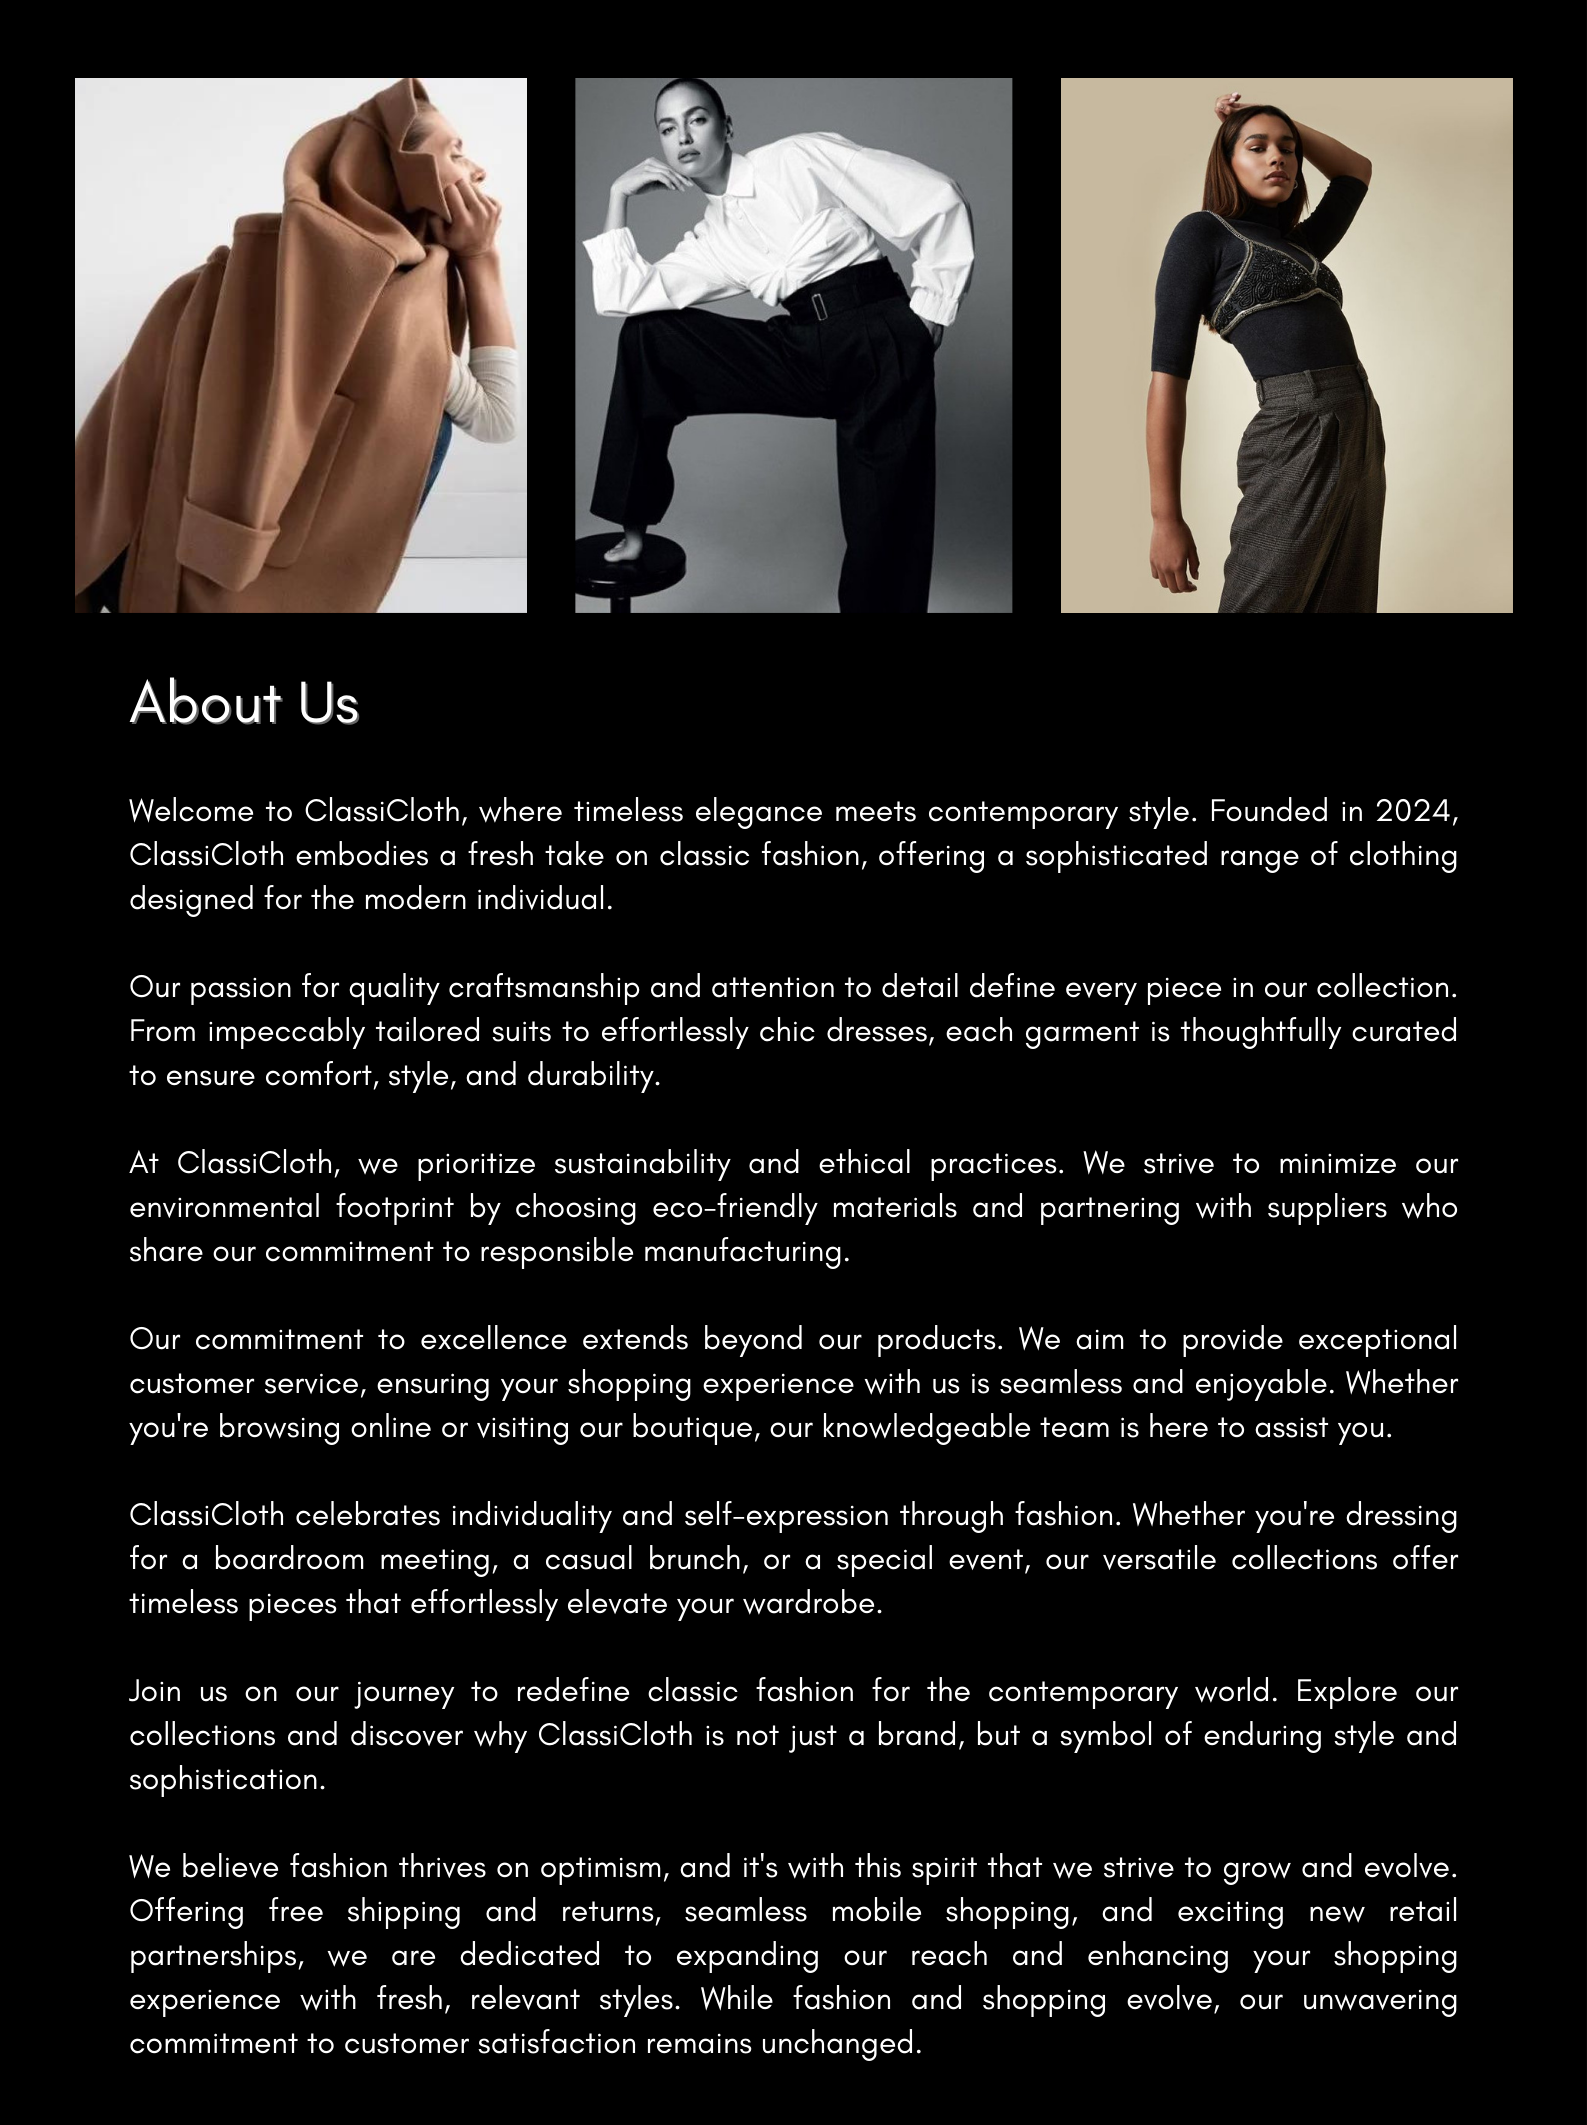 About Us
Welcome to ClassiCloth, where timeless elegance meets contemporary style. Founded in 2024,
ClassiCloth embodies a fresh take on classic fashion, offering a sophisticated range of clothing
designed for the modern individual.
Our passion for quality craftsmanship and attention to detail define every piece in our collection.
From impeccably tailored suits to effortlessly chic dresses, each garment is thoughtfully curated
to ensure comfort, style, and durability.
At ClassiCloth, we prioritize sustainability and ethical practices. We strive to minimize our
environmental footprint by choosing eco-friendly materials and partnering with suppliers who
share our commitment to responsible manufacturing.
Our commitment to excellence extends beyond our products. We aim to provide exceptional
customer service, ensuring your shopping experience with us is seamless and enjoyable. Whether
you're browsing online or visiting our boutique, our knowledgeable team is here to assist you.
ClassiCloth celebrates individuality and self-expression through fashion. Whether you're dressing
for a boardroom meeting, a casual brunch, or a special event, our versatile collections offer
timeless pieces that effortlessly elevate your wardrobe.
Join us on our journey to redefine classic fashion for the contemporary world. Explore our
collections and discover why ClassiCloth is not just a brand, but a symbol of enduring style and
sophistication.
We believe fashion thrives on optimism, and it's with this spirit that we strive to grow and evolve.
Offering free shipping and returns, seamless mobile shopping, and exciting new retail
partnerships, we are dedicated to expanding our reach and enhancing your shopping
experience with fresh, relevant styles. While fashion and shopping evolve, our unwavering
commitment to customer satisfaction remains unchanged.